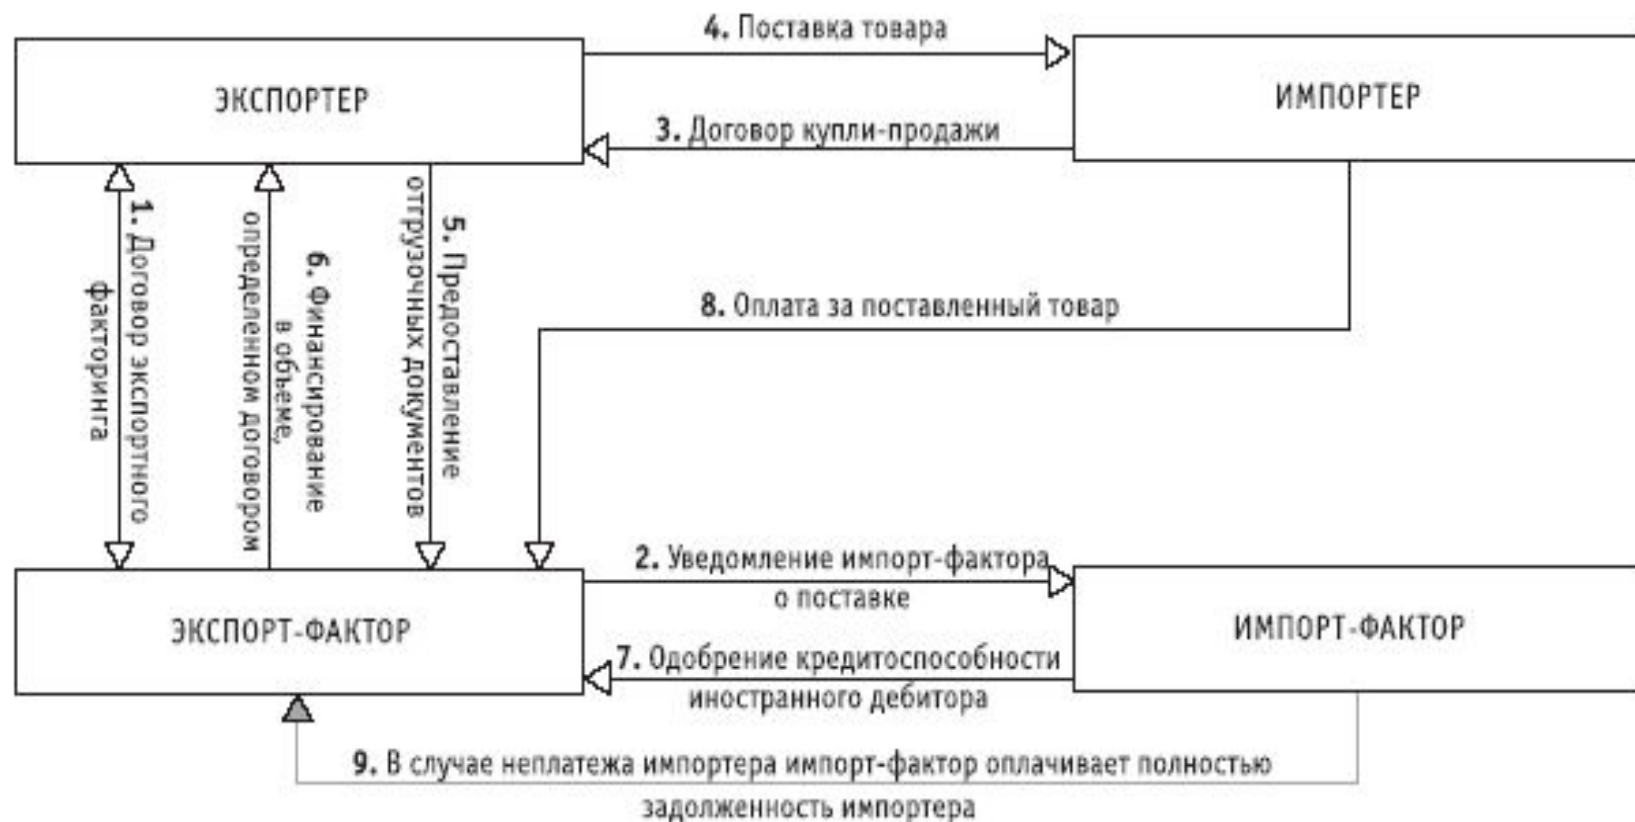 4. Поставка товара
ЭКСПОРТЕР
ИМПОРТЕР
3. Договор купли-продажи
1. Договор экспортного
факторинга
6. Финансирование
в объеме,
определенном договором
5. Предоставление
отгрузочных документов
8. Оплата за поставленный товар
2. Уведомление импорт-фактора
о поставке
ЭКСПОРТ-ФАКТОР
ИМПОРТ-ФАКТОР
7. Одобрение кредитоспособности
иностранного дебитора
9. В случае неплатежа импортера импорт-фактор оплачивает полностью
задолженность импортера